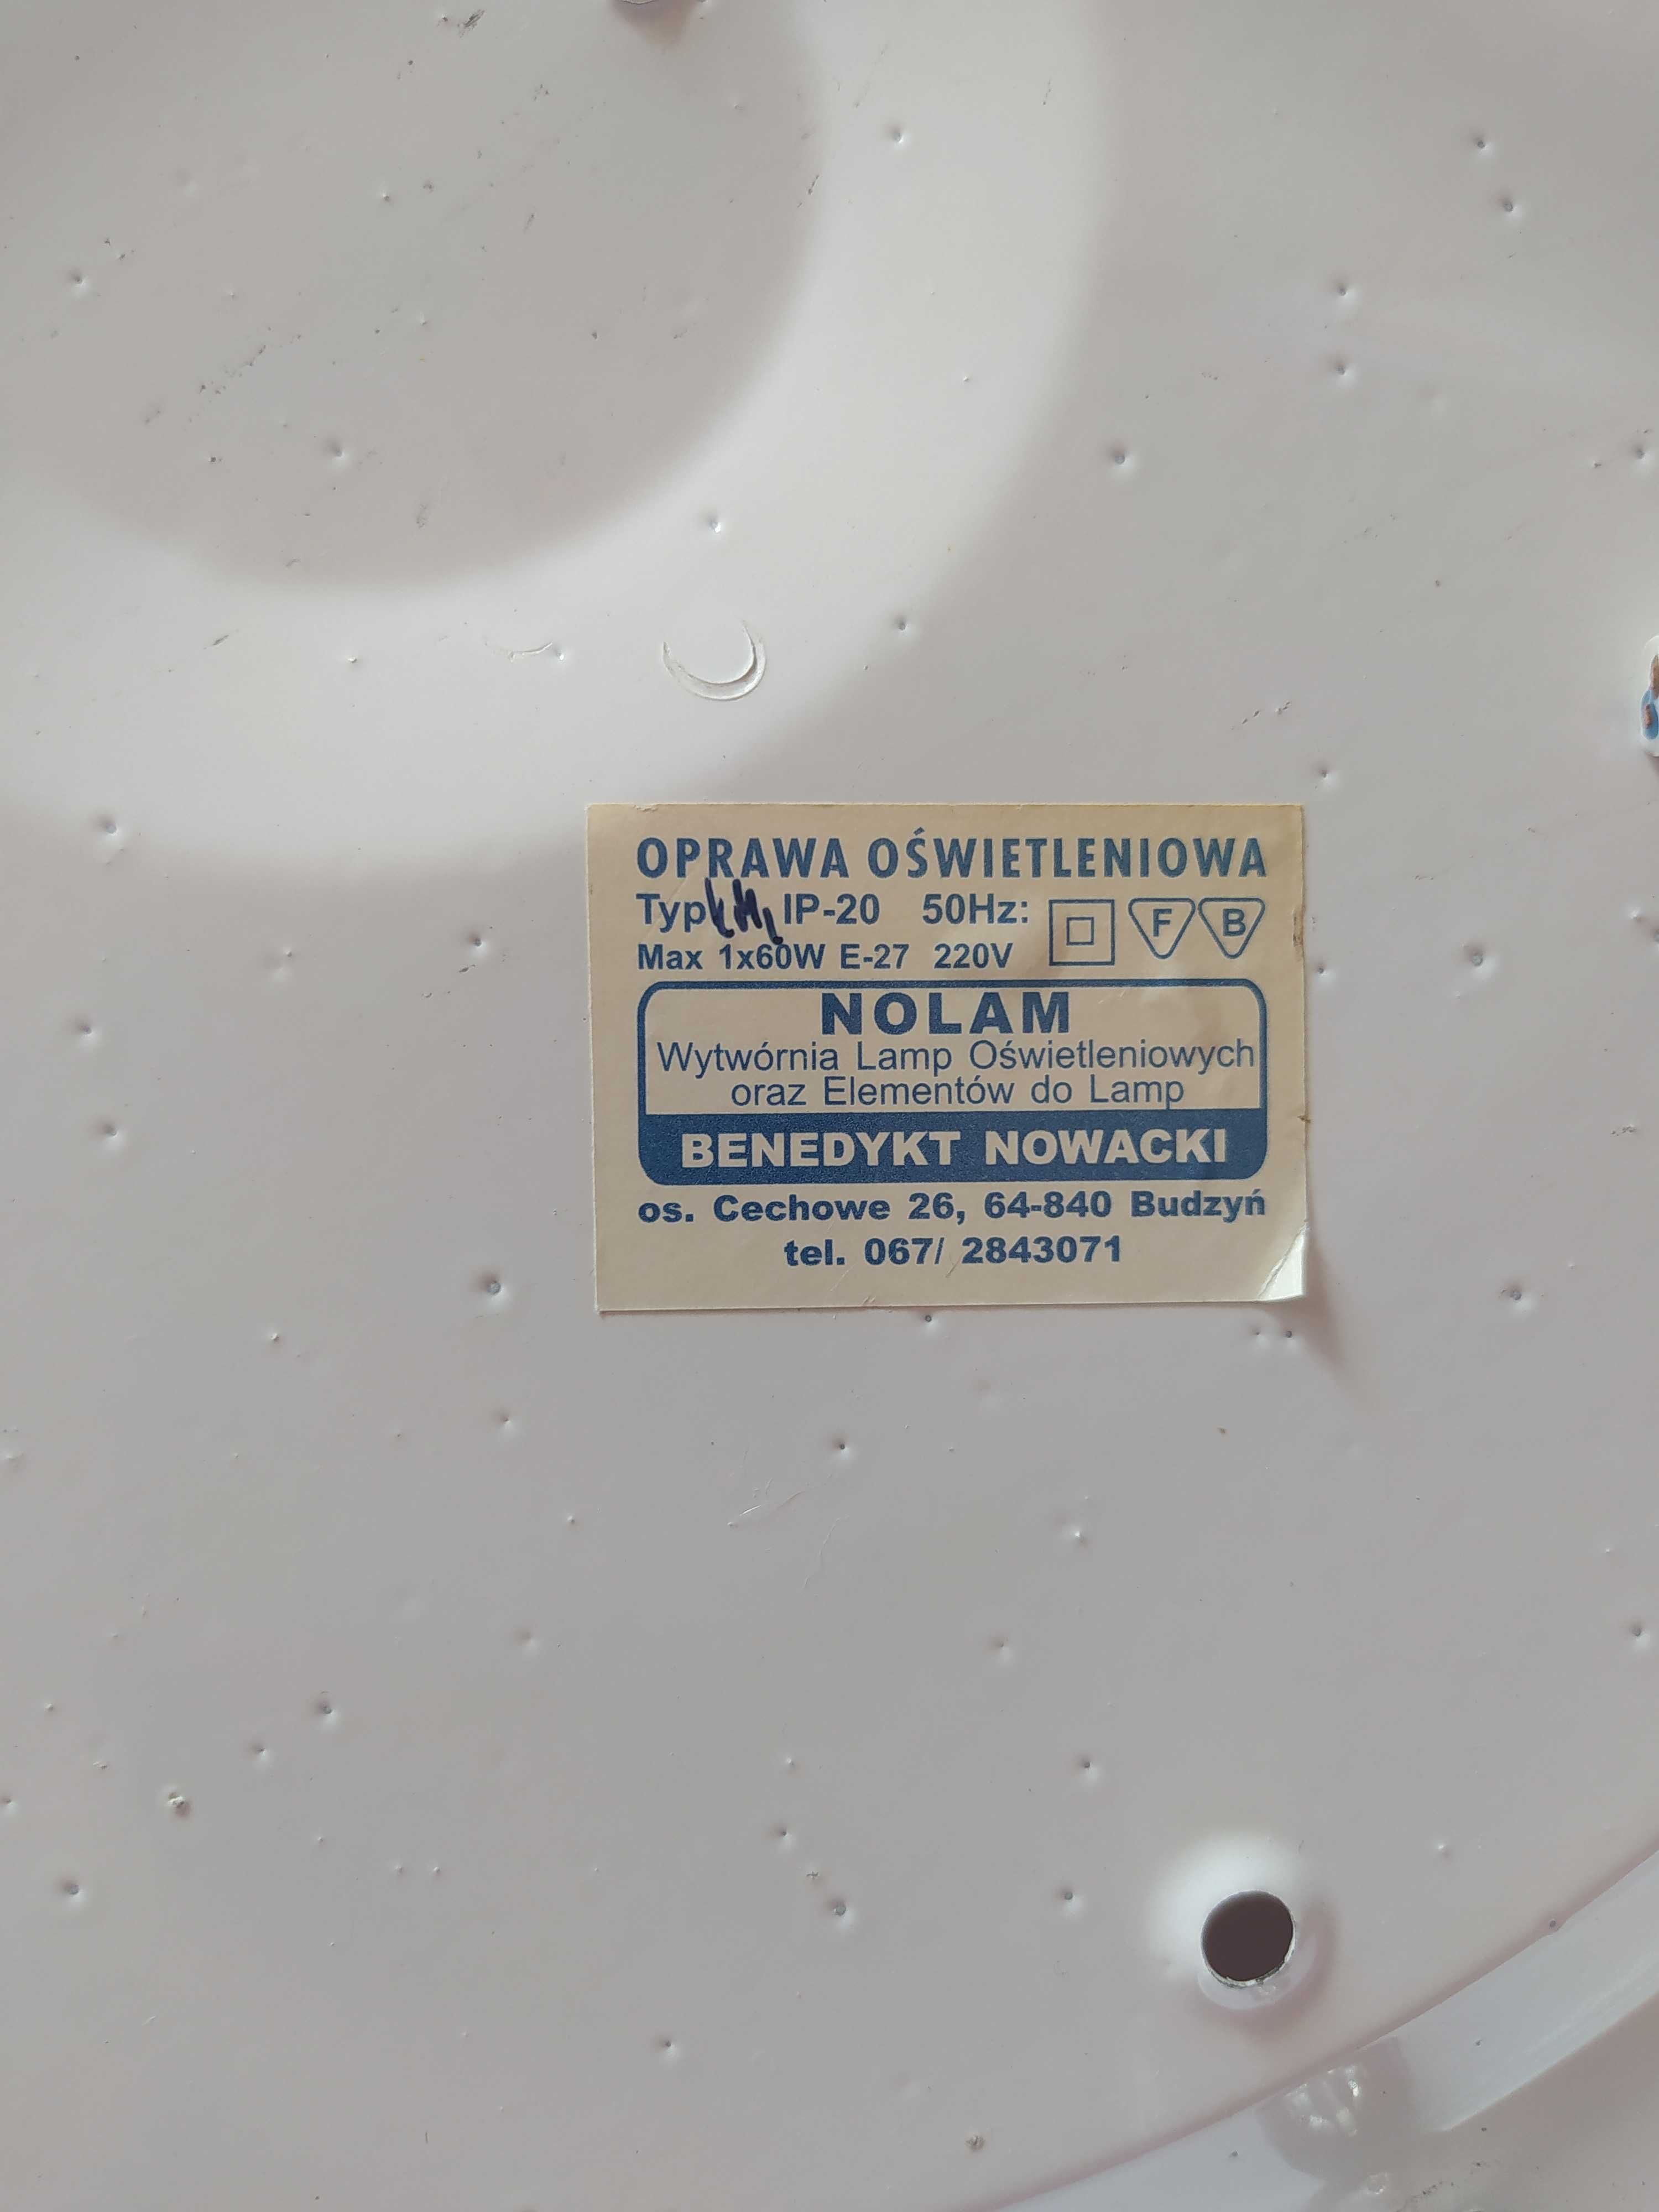 OPRAWA OŚWIETLENIOWA
Typ IP-20 50Hz: F B
Max 1x60W E-27 220V
NOLAM
Wytwórnia Lamp Oświetleniowych
oraz Elementów do Lamp
BENEDYKT NOWACKI
os. Cechowe 26, 64-840 Budzyń
tel. 067/ 2843071